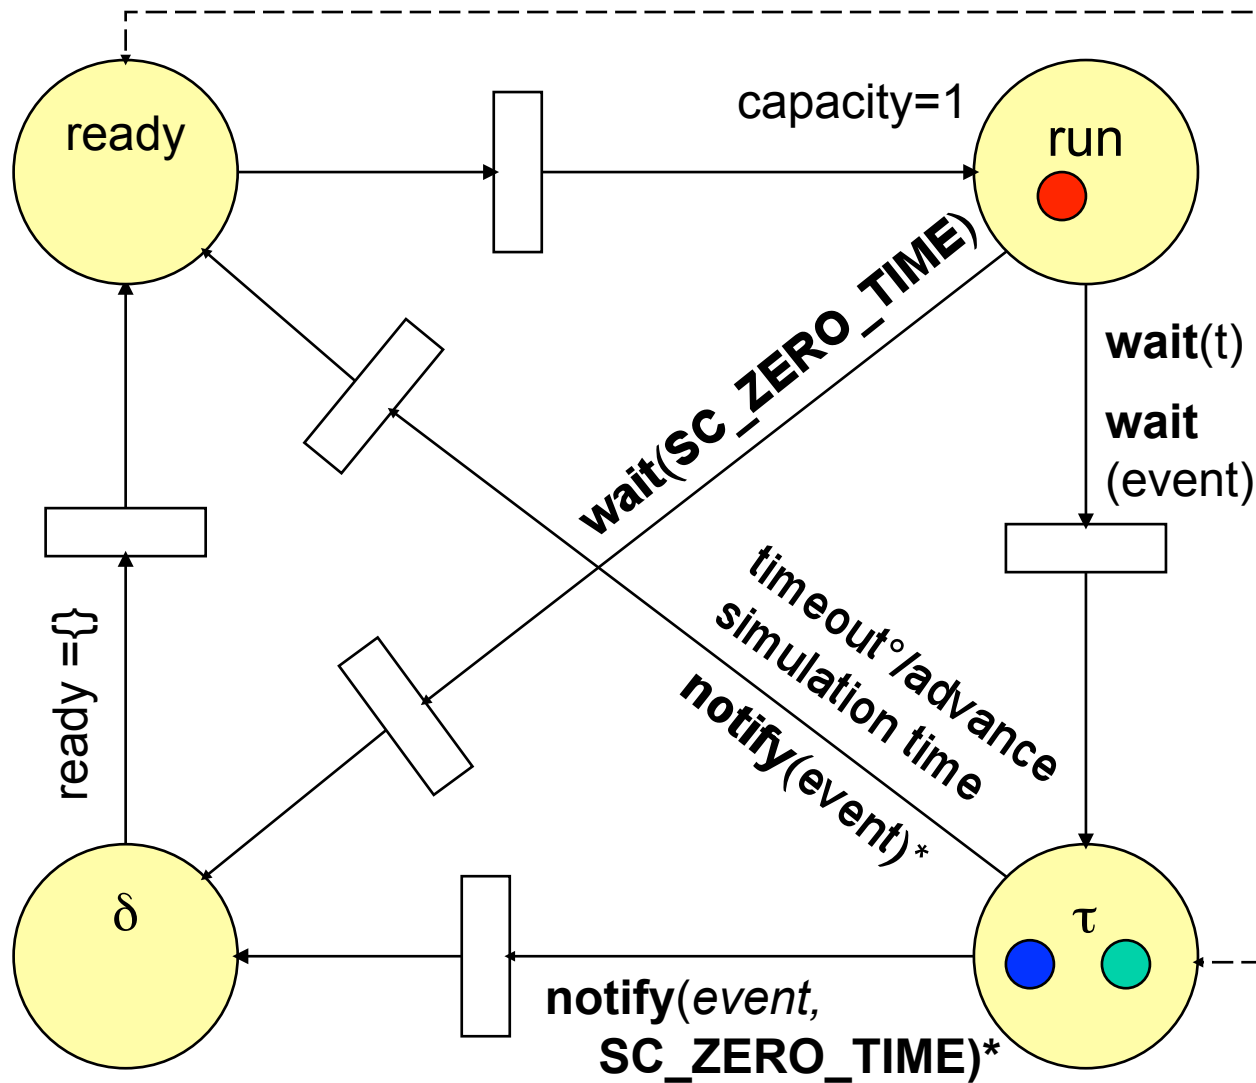 capacity=1
ready
run
wait(SC_ZERO_TIME)
wait(t)
wait
(event)
timeout°/advance
simulation time
notify(event)*
ready ={}
δ
τ
notify(event,
SC_ZERO_TIME)*